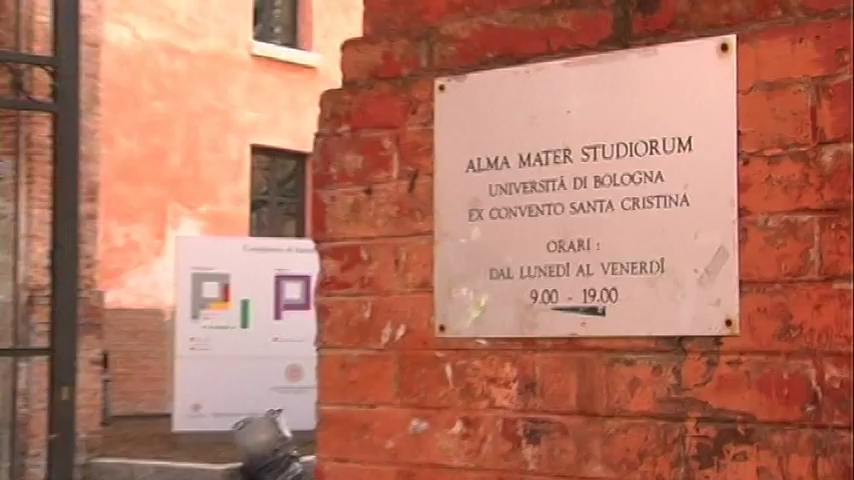 ALMA MATER STUDIORUM
UNIVERSITÀ DI BOLOGNA
EX CONVENTO SANTA CRISTINA
ORARI :
DAL LUNEDÌ AL VENERDÌ
9.00 - 19.00